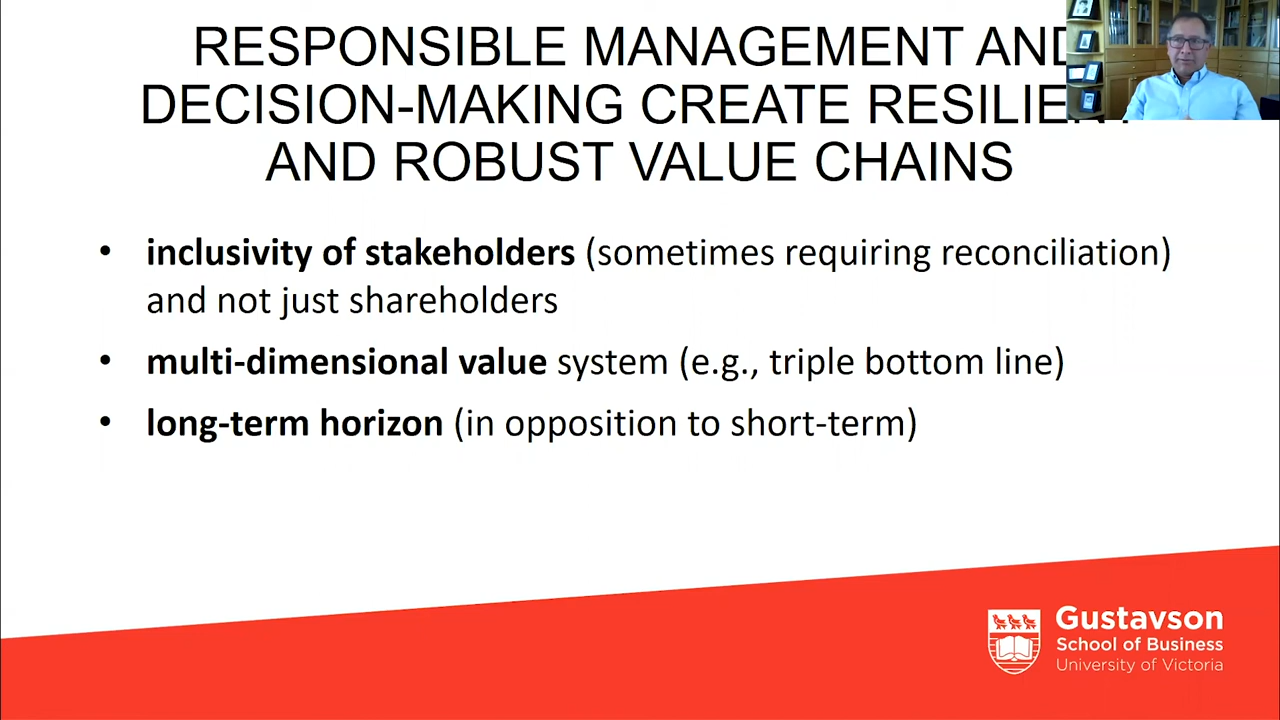 RESPONSIBLE MANAGEMENT AND
DECISION-MAKING CREATE RESILIENT
AND ROBUST VALUE CHAINS
• inclusivity of stakeholders (sometimes requiring reconciliation)
and not just shareholders
• multi-dimensional value system (e.g., triple bottom line)
• long-term horizon (in opposition to short-term)
Gustavson
School of Business
University of Victoria